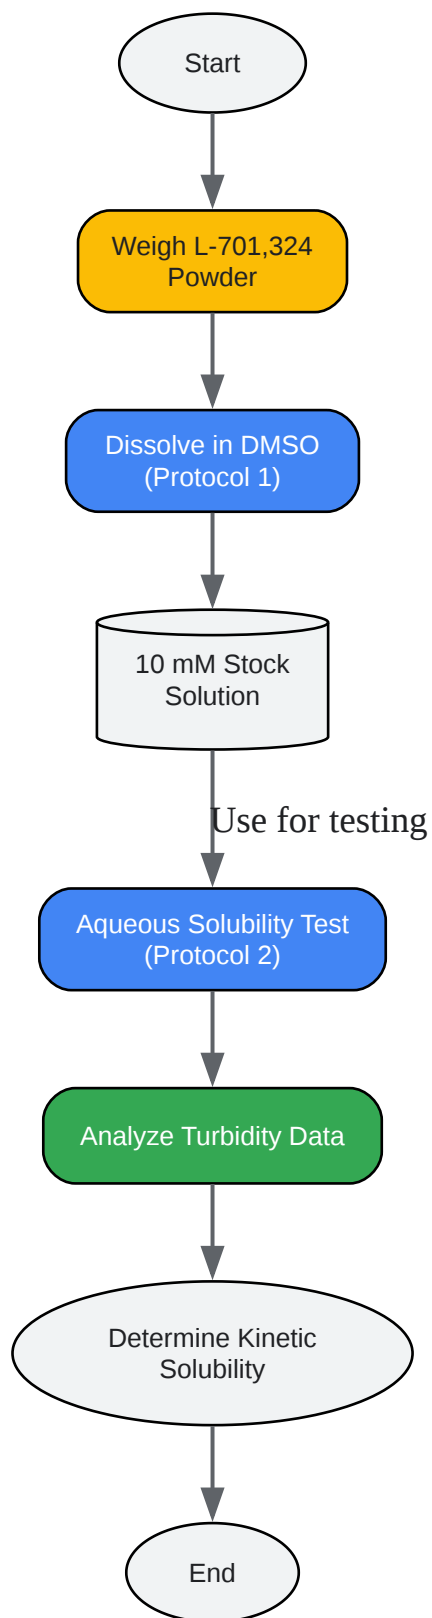 Start
Weigh L-701,324
Powder
Dissolve in DMSO
(Protocol 1)
10 mM Stock
Solution
Use for testing
Aqueous Solubility Test
(Protocol 2)
Analyze Turbidity Data
Determine Kinetic
Solubility
End